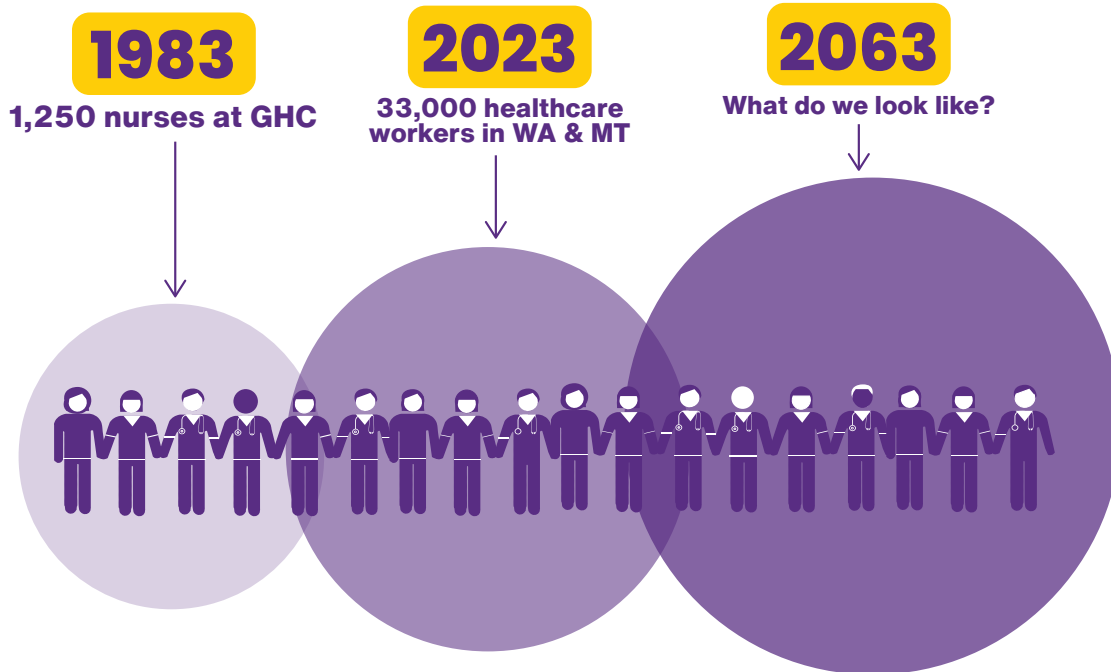 1983
1,250 nurses at GHC
2023
33,000 healthcare
workers in WA & MT
2063
What do we look like?